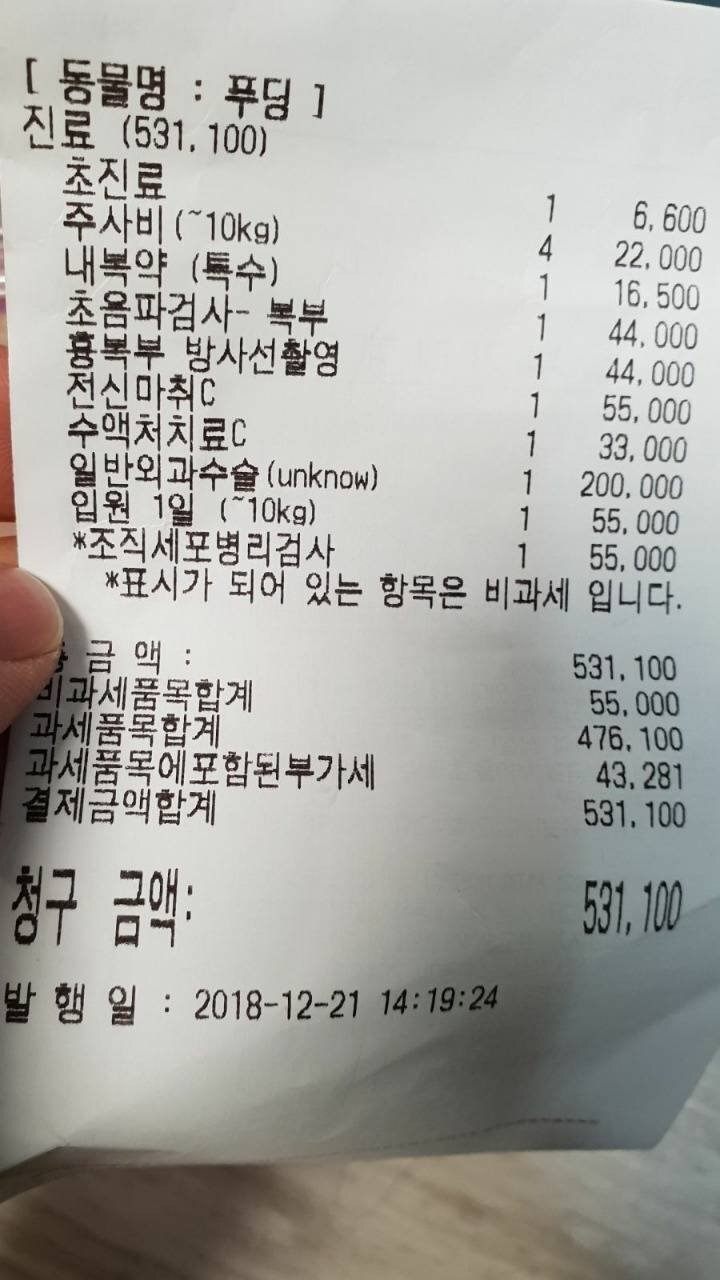 [ 동물명 : 푸딩 ]
진료 (531,100)
초진료 1 6,600
주사비(~10kg) 4 22,000
내복약 (특수) 1 16,500
초음파검사- 복부 1 44,000
흉복부 방사선촬영 1 44,000
전신마취C 1 55,000
수액처치료C 1 33,000
일반외과수술(unknow) 1 200,000
입원 1일 (~10kg) 1 55,000
*조직세포병리검사 1 55,000
*표시가 되어 있는 항목은 비과세 입니다.
금 액 : 531,100
비과세품목합계 55,000
과세품목합계 476,100
과세품목에포함된부가세 43,281
결제금액합계 531,100
청구 금액: 531,100
발 행 일 : 2018-12-21 14:19:24